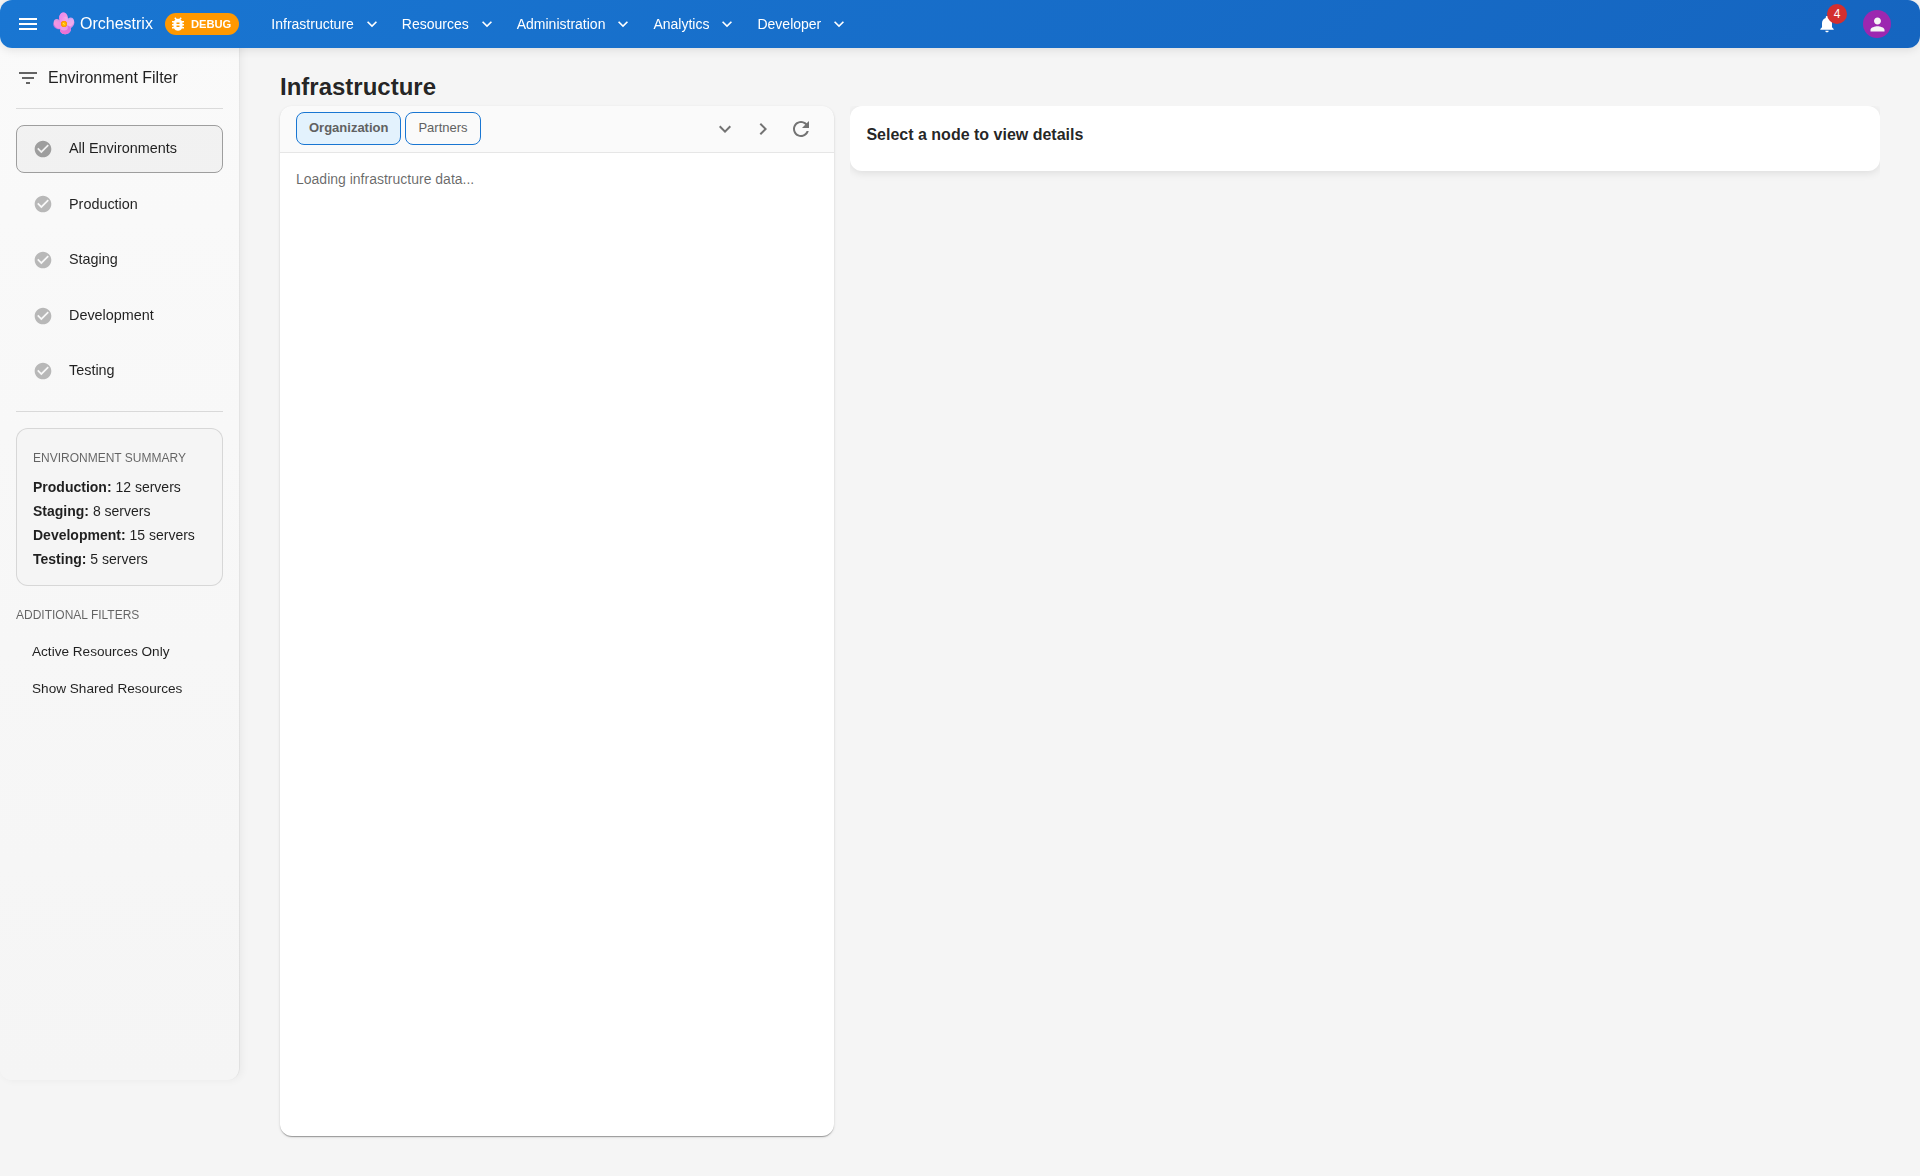 Orchestrix
DEBUG
Infrastructure
Resources
Administration
Analytics
Developer
4
Environment Filter
All Environments
Production
Staging
Development
Testing
ENVIRONMENT SUMMARY
Production: 12 servers
Staging: 8 servers
Development: 15 servers
Testing: 5 servers
ADDITIONAL FILTERS
Active Resources Only
Show Shared Resources
Infrastructure
Organization
Partners
Loading infrastructure data...
Select a node to view details